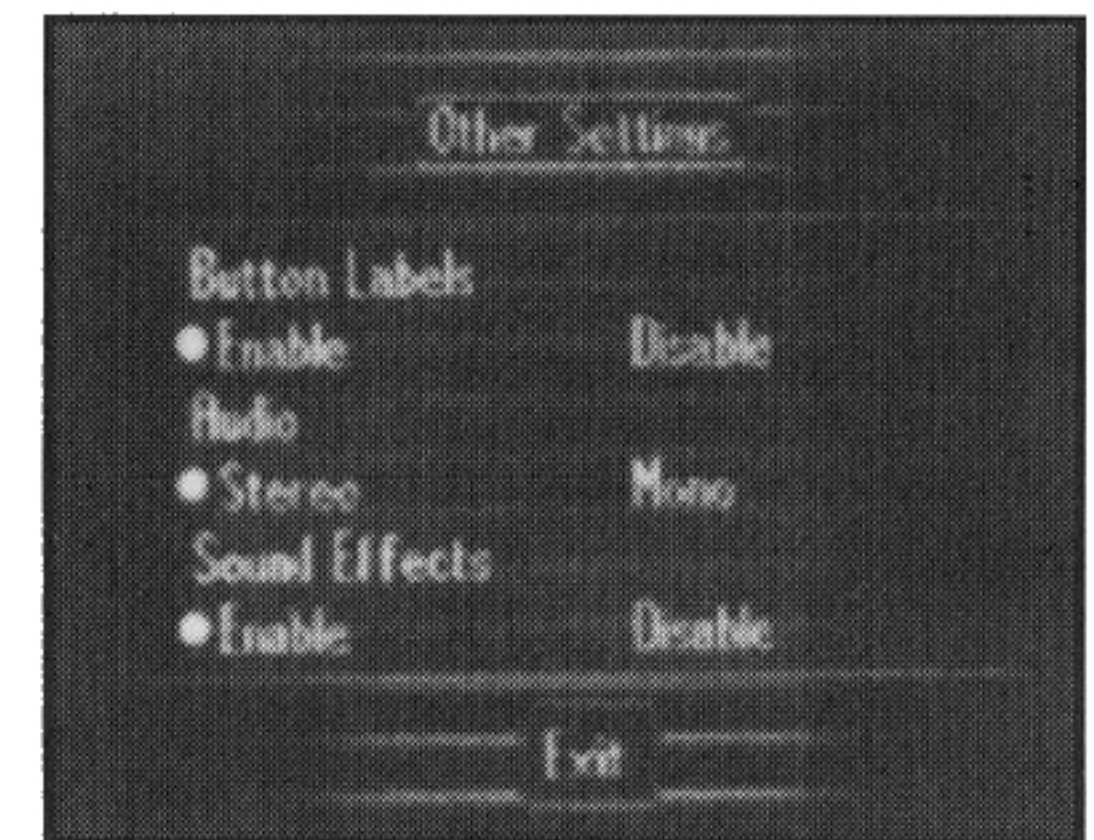 Other Settings
Button Labels
Enable Disable
Audio
Stereo Mono
Sound Effects
Enable Disable
Exit